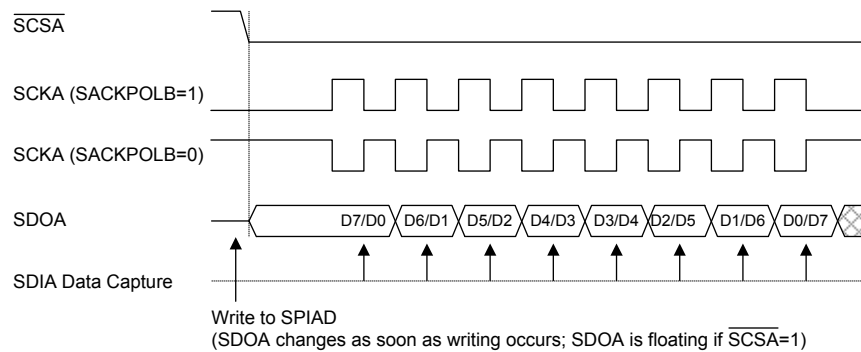 SCSA
SCKA (SACKPOLB=1)
SCKA (SACKPOLB=0)
SDOA
D7/D0 D6/D1 D5/D2 D4/D3 D3/D4 D2/D5 D1/D6 D0/D7
SDIA Data Capture
Write to SPIAD
(SDOA changes as soon as writing occurs; SDOA is floating if SCSA=1)